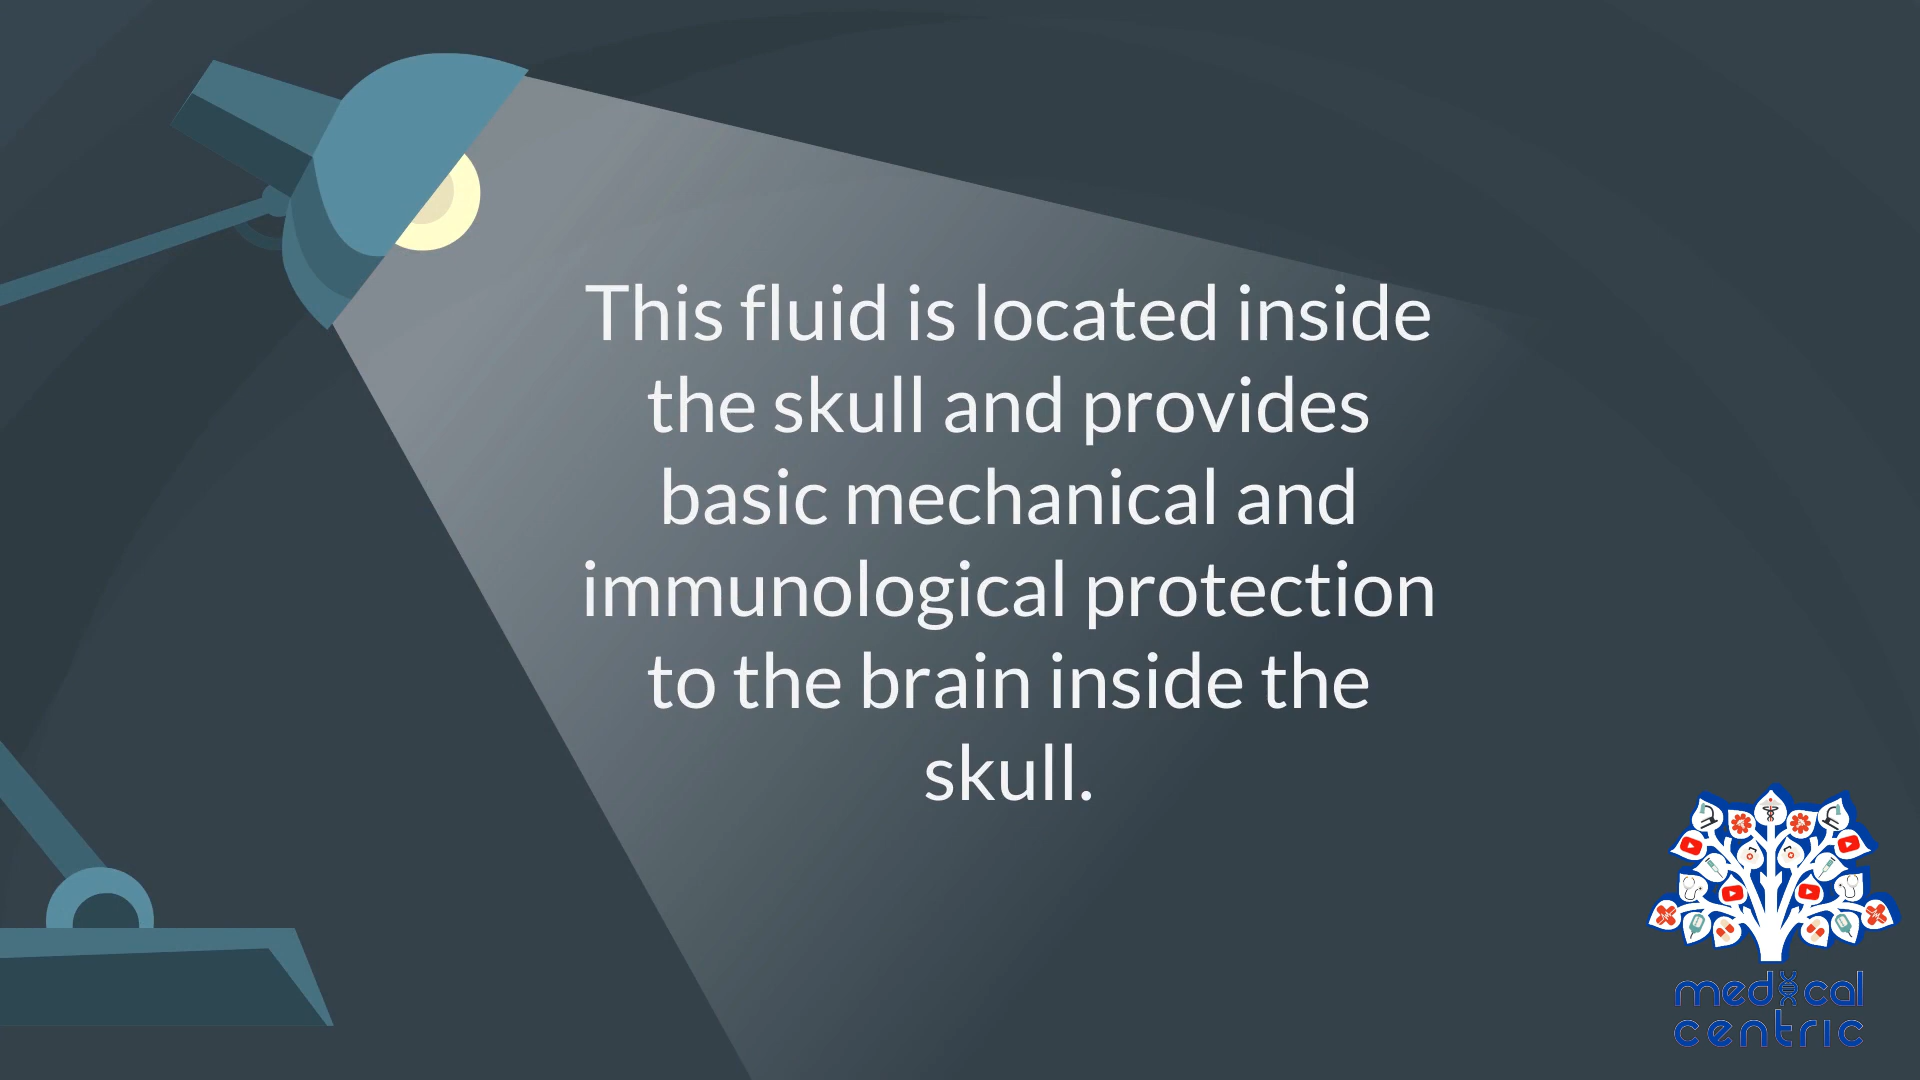 This fluid is located inside
the skull and provides
basic mechanical and
immunological protection
to the brain inside the
skull.
medical
centric